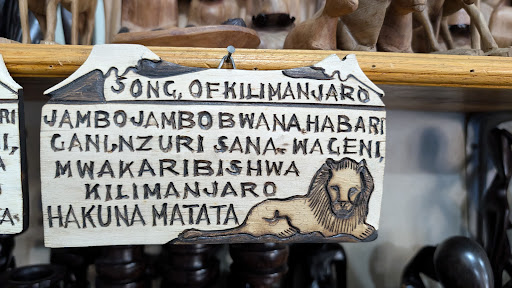 SONG, OF KILIMANJARO
JAMBO JAMBO BWANA HABARI
GANI. NZURI SANA. WAGENI,
MWAKARIBISHWA
KILIMANJARO
HAKUNA MATATA